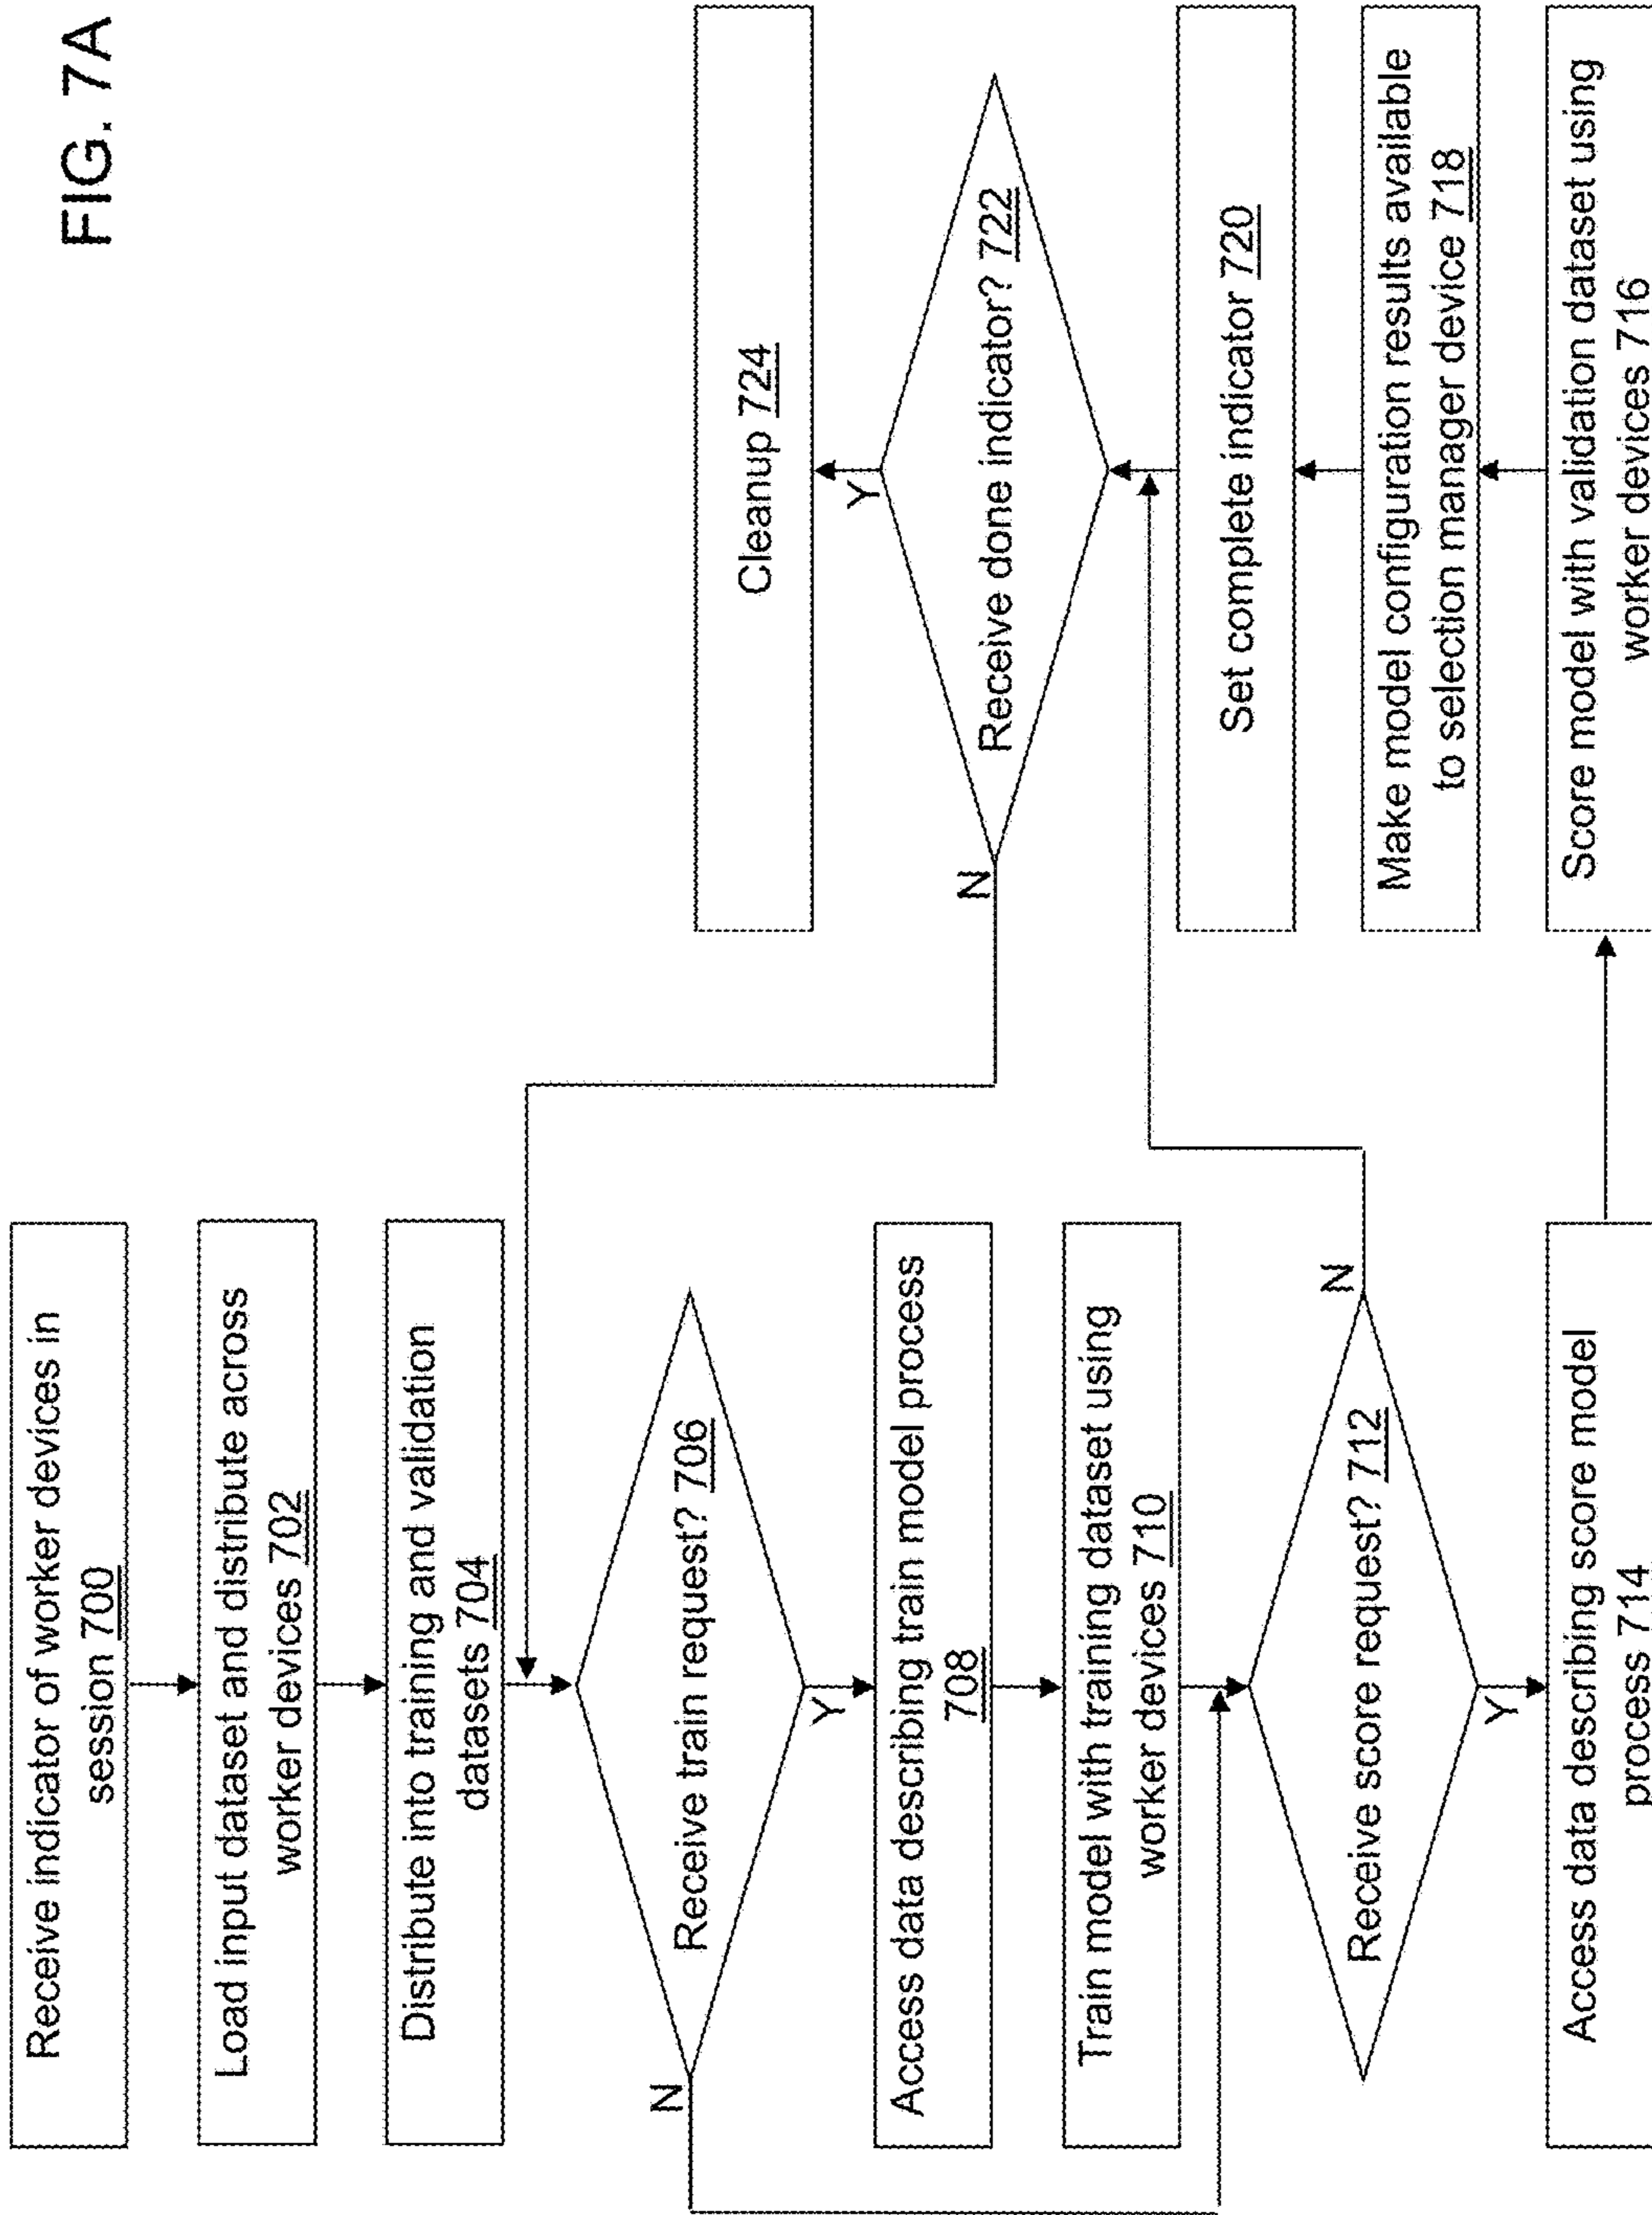 FIG. 7A
Receive indicator of worker devices in
session 700
Load input dataset and distribute across
worker devices 702
Distribute into training and validation
datasets 704
Receive train request? 706
N
Y
Access data describing train model process
708
Train model with training dataset using
worker devices 710
Receive score request? 712
N
Y
Access data describing score model
process 714
Score model with validation dataset using
worker devices 716
Make model configuration results available
to selection manager device 718
Set complete indicator 720
Receive done indicator? 722
N
Y
Cleanup 724